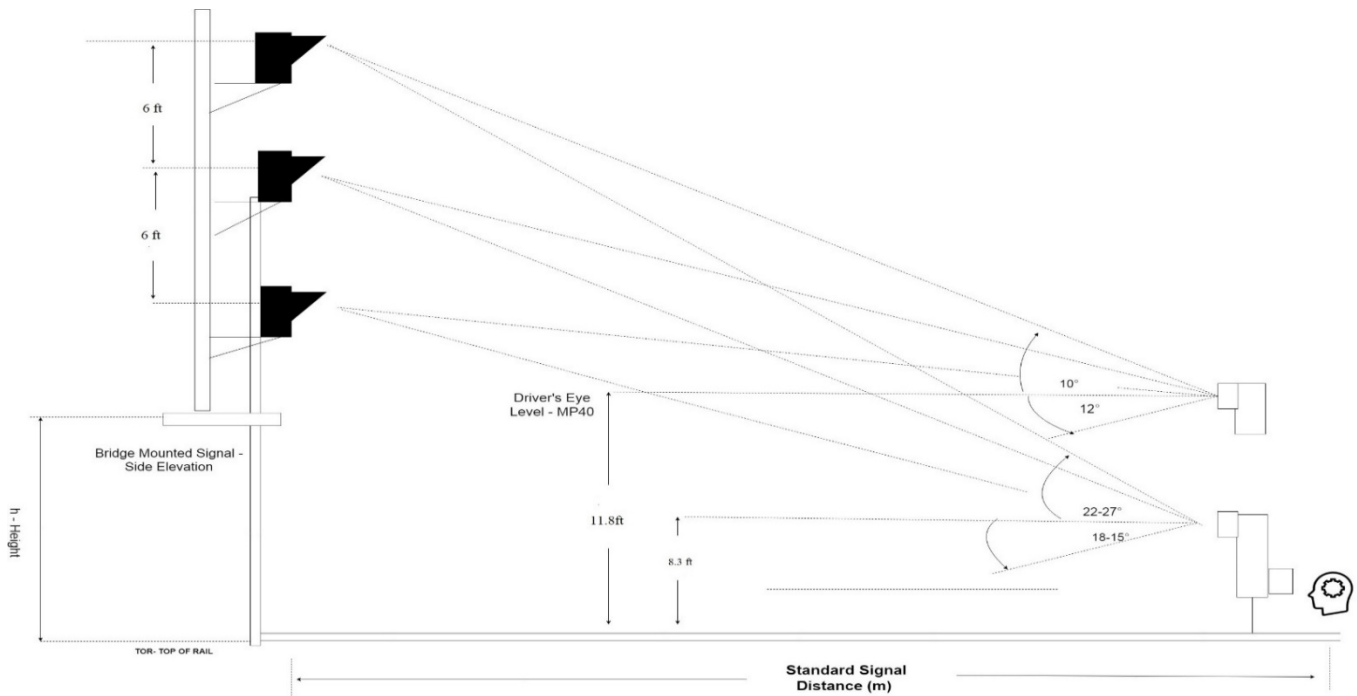 6 ft
6 ft
Driver's Eye
Level - MP40
10°
12°
Bridge Mounted Signal -
Side Elevation
h - Height
11.8ft
8.3 ft
22-27°
18-15°
TOR- TOP OF RAIL
Standard Signal
Distance (m)